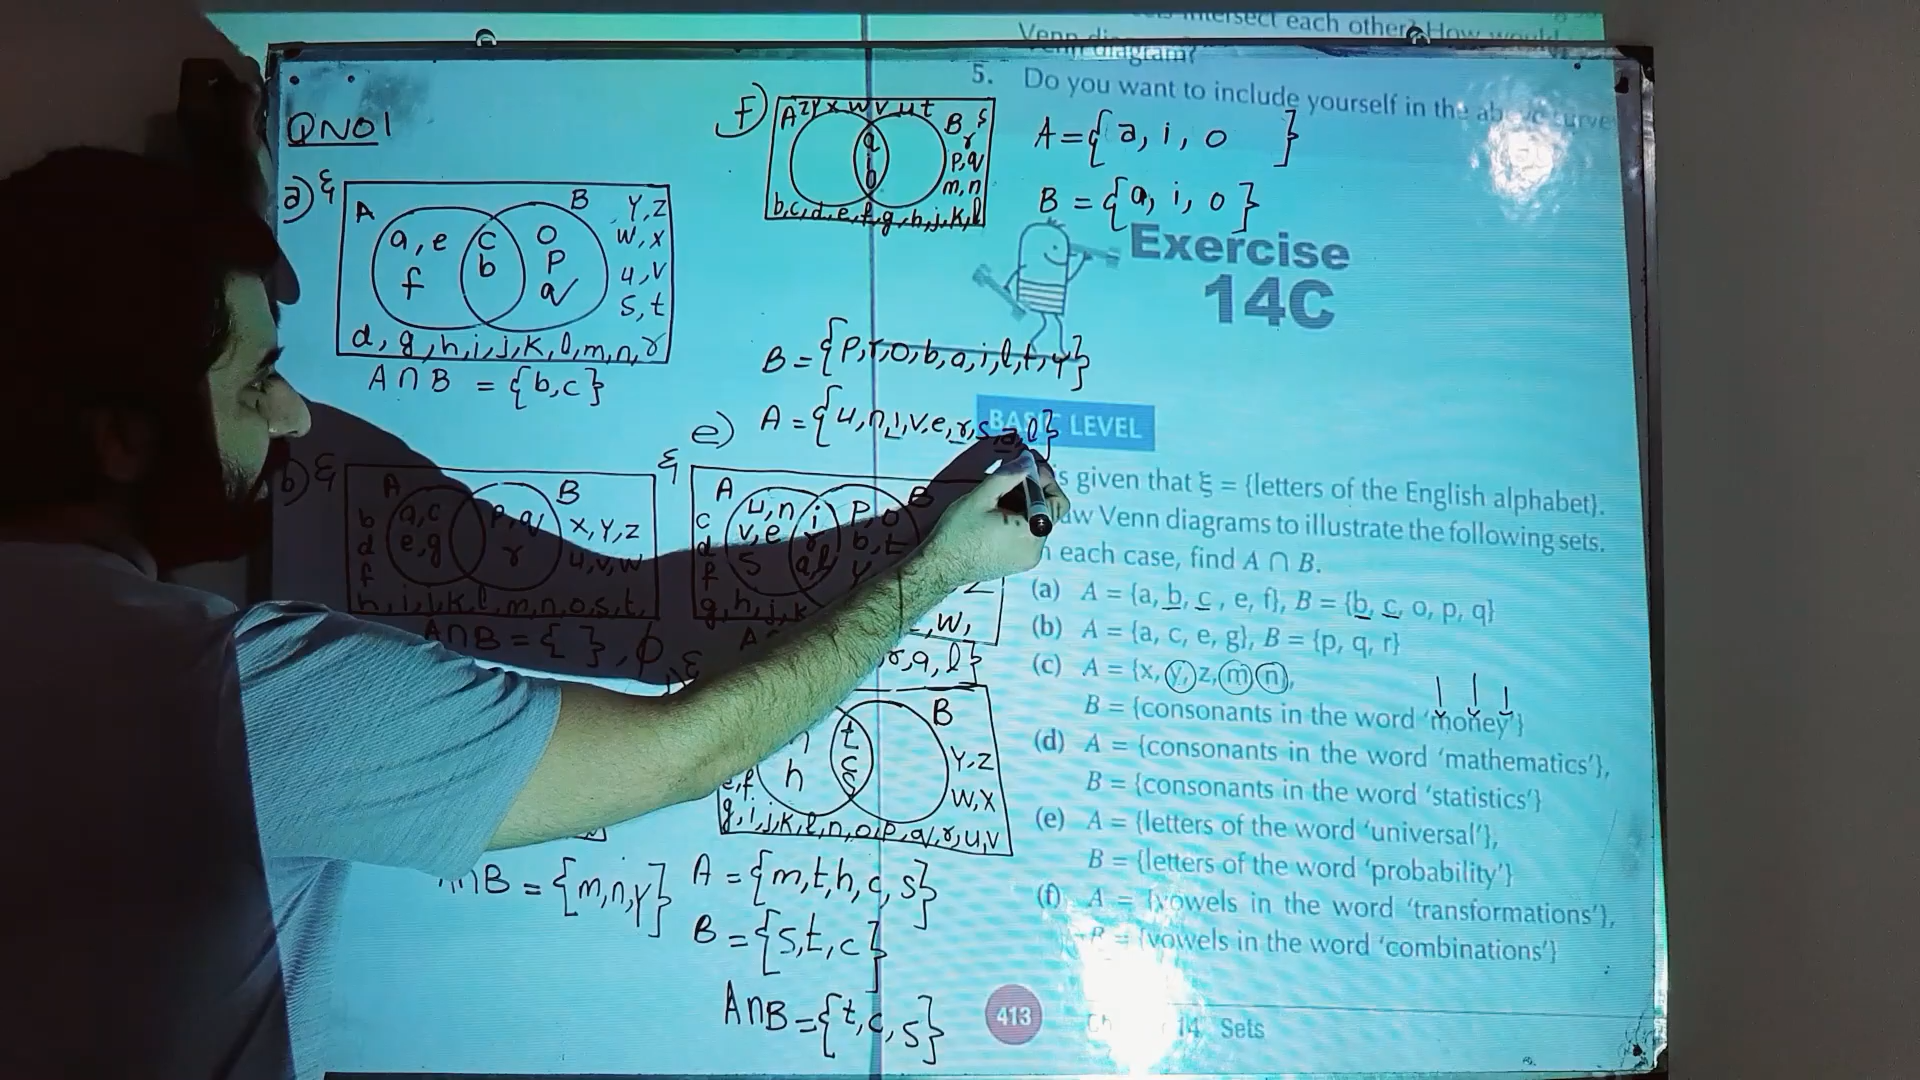 intersect each other? How would
Venn diagram?
5. Do you want to include yourself in the above
QNO1
a) ξ
A B Y,Z
a, e c o W,X
f b p u,v
q s,t
d, g, h, i, j, k, l, m, n, r
A ∩ B = {b,c}
b) ξ
A B
b a,c p,q x,Y,Z
d e,g r u,v,w
f
h, i, j, k, l, m, n, o, s, t,
A∩B = { }, ϕ
∩B = {m,n,y}
f)
A z y x w v u t B s
a r
i p,q
o m,n
b,c,d,e,f,g,h,j,k,l
A = { a, i, o }
B = {a, i, o}
B = {p,r,o,b,a,i,l,t,y}
e) A = {u,n,i,v,e,r,s,a,l}
ξ
A B
c u,n i p, o
d v,e r b,t
f s a,l y
g,h,j,k
W,
r,a,l}
ξ
B
h t Y,Z
c
e,f s W,X
g,i,j,k,l,n,o,p,q,r,u,v
A = {m,t,h,c,s}
B = {s,t,c}
A∩B = {t,c,s}
Exercise
14C
BASIC LEVEL
is given that ξ = {letters of the English alphabet}.
Venn diagrams to illustrate the following sets.
each case, find A ∩ B.
(a) A = {a, b, c, e, f}, B = {b, c, o, p, q}
(b) A = {a, c, e, g}, B = {p, q, r}
(c) A = {x, y, z, m, n},
B = {consonants in the word 'money'}
(d) A = {consonants in the word 'mathematics'},
B = {consonants in the word 'statistics'}
(e) A = {letters of the word 'universal'},
B = {letters of the word 'probability'}
(f) A = {vowels in the word 'transformations'},
B = {vowels in the word 'combinations'}
413 14 Sets